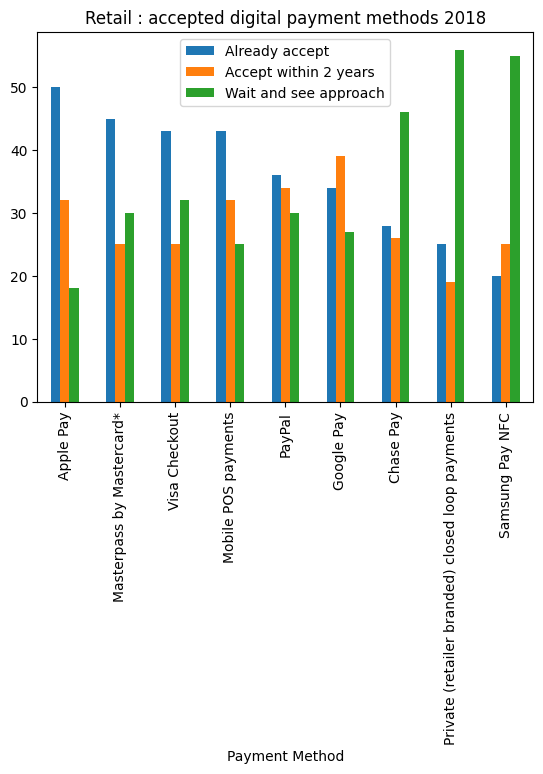 Retail : accepted digital payment methods 2018
Already accept
Accept within 2 years
Wait and see approach
50
40
30
20
10
0
Apple Pay
Masterpass by Mastercard*
Visa Checkout
Mobile POS payments
PayPal
Google Pay
Chase Pay
Private (retailer branded) closed loop payments
Samsung Pay NFC
Payment Method